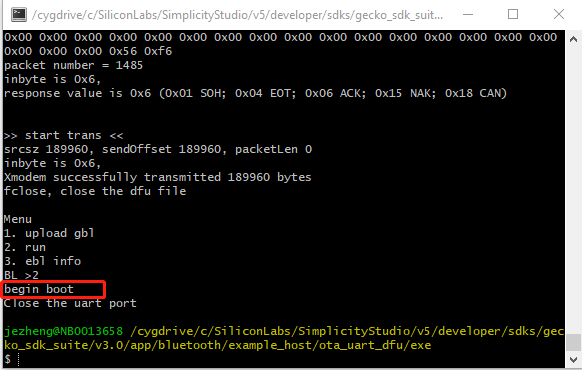 /cygdrive/c/SiliconLabs/SimplicityStudio/v5/developer/sdks/gecko_sdk_suite/v...
0x00 0x00 0x00 0x00 0x00 0x00 0x00 0x00 0x00 0x00 0x00 0x00 0x00 0x00 0x00 0x00
0x00 0x00 0x00 0x56 0xf6
packet number = 1485
inbyte is 0x6,
response value is 0x6 (0x01 SOH; 0x04 EOT; 0x06 ACK; 0x15 NAK; 0x18 CAN)
>> start trans <<
srcsz 189960, sendOffset 189960, packetLen 0
inbyte is 0x6,
Xmodem successfully transmitted 189960 bytes
fclose, close the dfu file
Menu
1. upload gbl
2. run
3. ebl info
BL >2
begin boot
Close the uart port
jezheng@NB0013658 /cygdrive/c/SiliconLabs/SimplicityStudio/v5/developer/sdks/gec
ko_sdk_suite/v3.0/app/bluetooth/example_host/ota_uart_dfu/exe
$